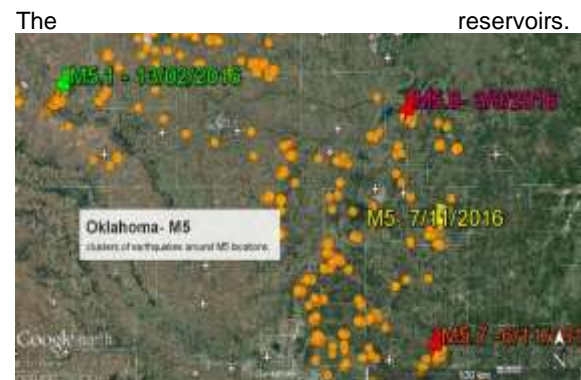 The reservoirs.
M5.1 - 13/02/2016
Oklahoma- M5
clusters of earthquakes around M5 locations.
M5- 7/11/2016
Google earth